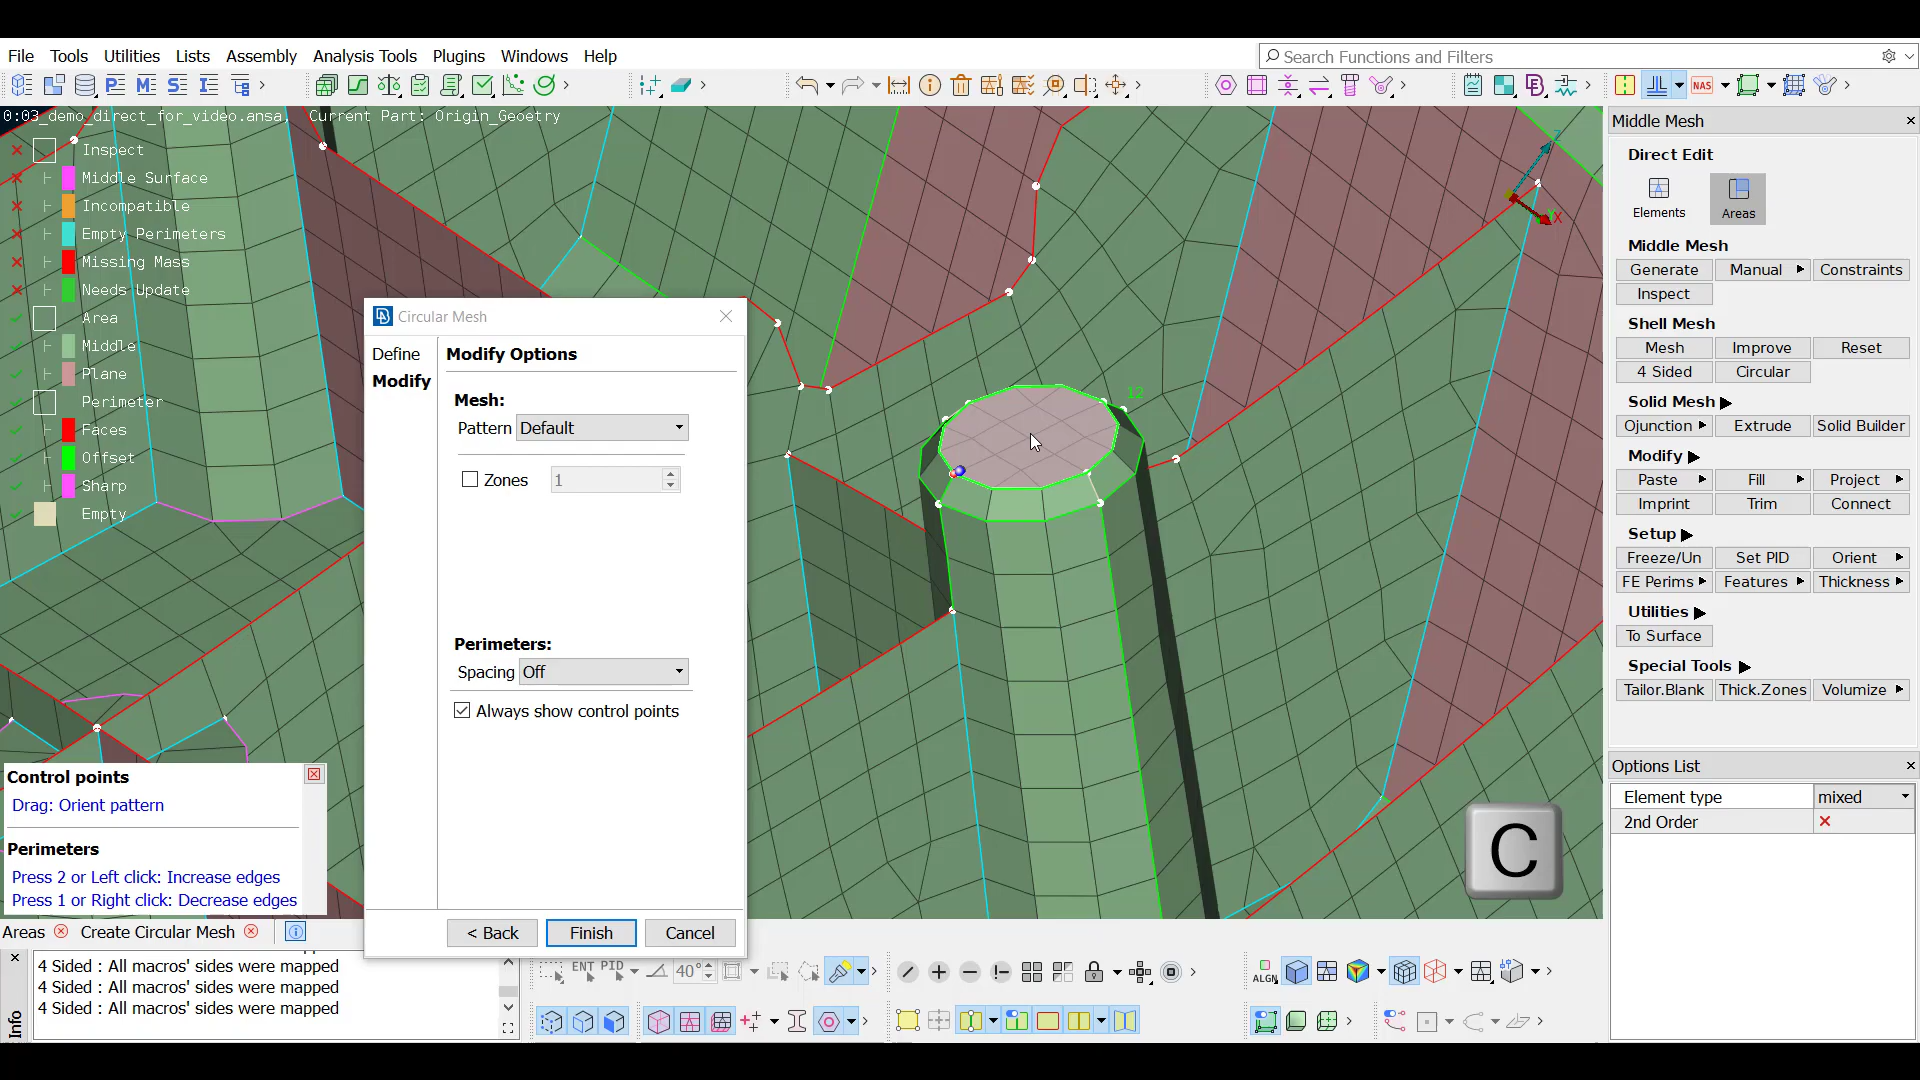 File Tools Utilities Lists Assembly Analysis Tools Plugins Windows Help
Search Functions and Filters
NAS
0:03_demo_direct_for_video.ansa, Current Part: Origin_Geoetry
Inspect
Middle Surface
Incompatible
Empty Perimeters
Missing Mass
Needs Update
Area
Middle
Plane
Perimeter
Faces
Offset
Sharp
Empty
Circular Mesh
Define
Modify
Modify Options
Mesh:
Pattern Default
Zones 1
Perimeters:
Spacing Off
Always show control points
< Back Finish Cancel
12
Z
X
C
Control points
Drag: Orient pattern
Perimeters
Press 2 or Left click: Increase edges
Press 1 or Right click: Decrease edges
Areas Create Circular Mesh
Info
4 Sided : All macros' sides were mapped
4 Sided : All macros' sides were mapped
4 Sided : All macros' sides were mapped
ENT PID 40°
ALGN
Middle Mesh
Direct Edit
Elements Areas
Middle Mesh
Generate Manual Constraints
Inspect
Shell Mesh
Mesh Improve Reset
4 Sided Circular
Solid Mesh
Ojunction Extrude Solid Builder
Modify
Paste Fill Project
Imprint Trim Connect
Setup
Freeze/Un Set PID Orient
FE Perims Features Thickness
Utilities
To Surface
Special Tools
Tailor.Blank Thick.Zones Volumize
Options List
Element type mixed
2nd Order